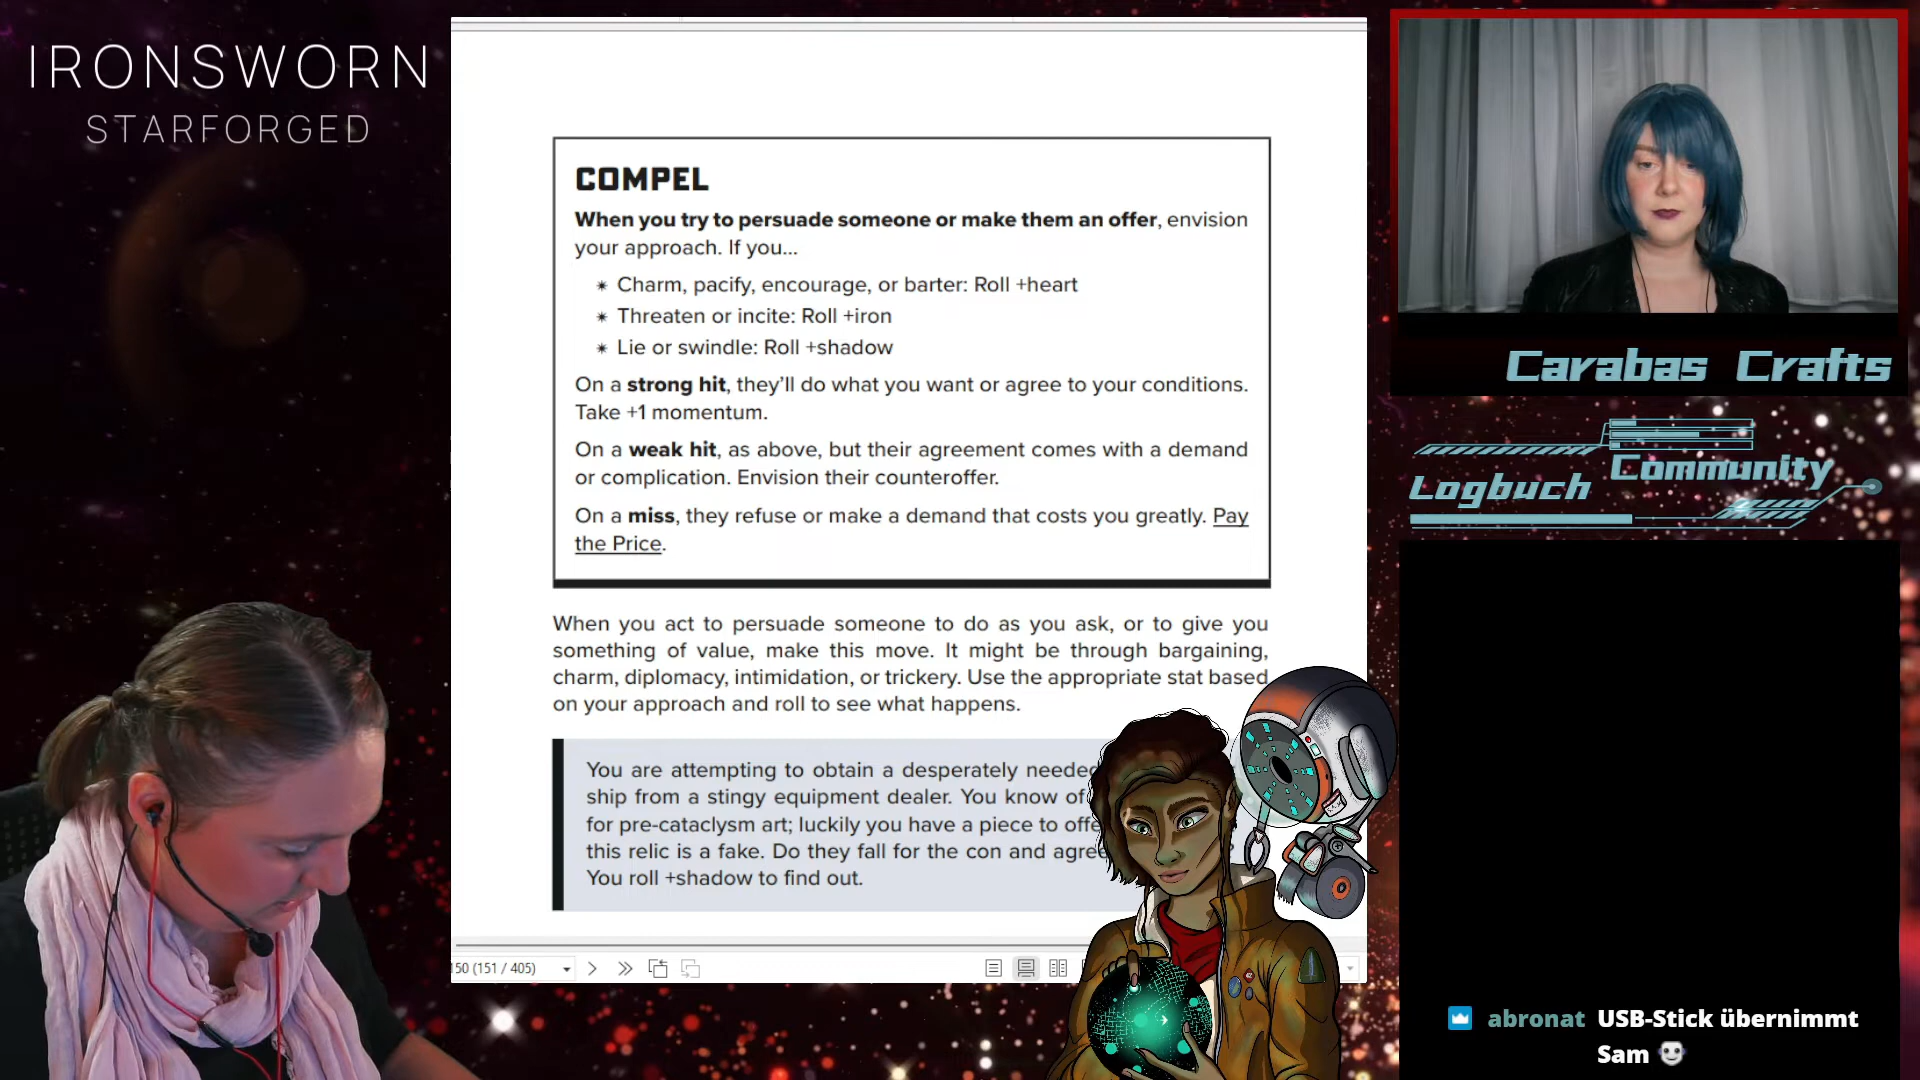 IRONSWORN
STARFORGED
COMPEL
When you try to persuade someone or make them an offer, envision
your approach. If you...
✴ Charm, pacify, encourage, or barter: Roll +heart
✴ Threaten or incite: Roll +iron
✴ Lie or swindle: Roll +shadow
On a strong hit, they’ll do what you want or agree to your conditions.
Take +1 momentum.
On a weak hit, as above, but their agreement comes with a demand
or complication. Envision their counteroffer.
On a miss, they refuse or make a demand that costs you greatly. Pay
the Price.
When you act to persuade someone to do as you ask, or to give you
something of value, make this move. It might be through bargaining,
charm, diplomacy, intimidation, or trickery. Use the appropriate stat based
on your approach and roll to see what happens.
You are attempting to obtain a desperately needed
ship from a stingy equipment dealer. You know of
for pre-cataclysm art; luckily you have a piece to offe
this relic is a fake. Do they fall for the con and agree
You roll +shadow to find out.
150 (151 / 405)
Carabas Crafts
Logbuch Community
abronat USB-Stick übernimmt
Sam